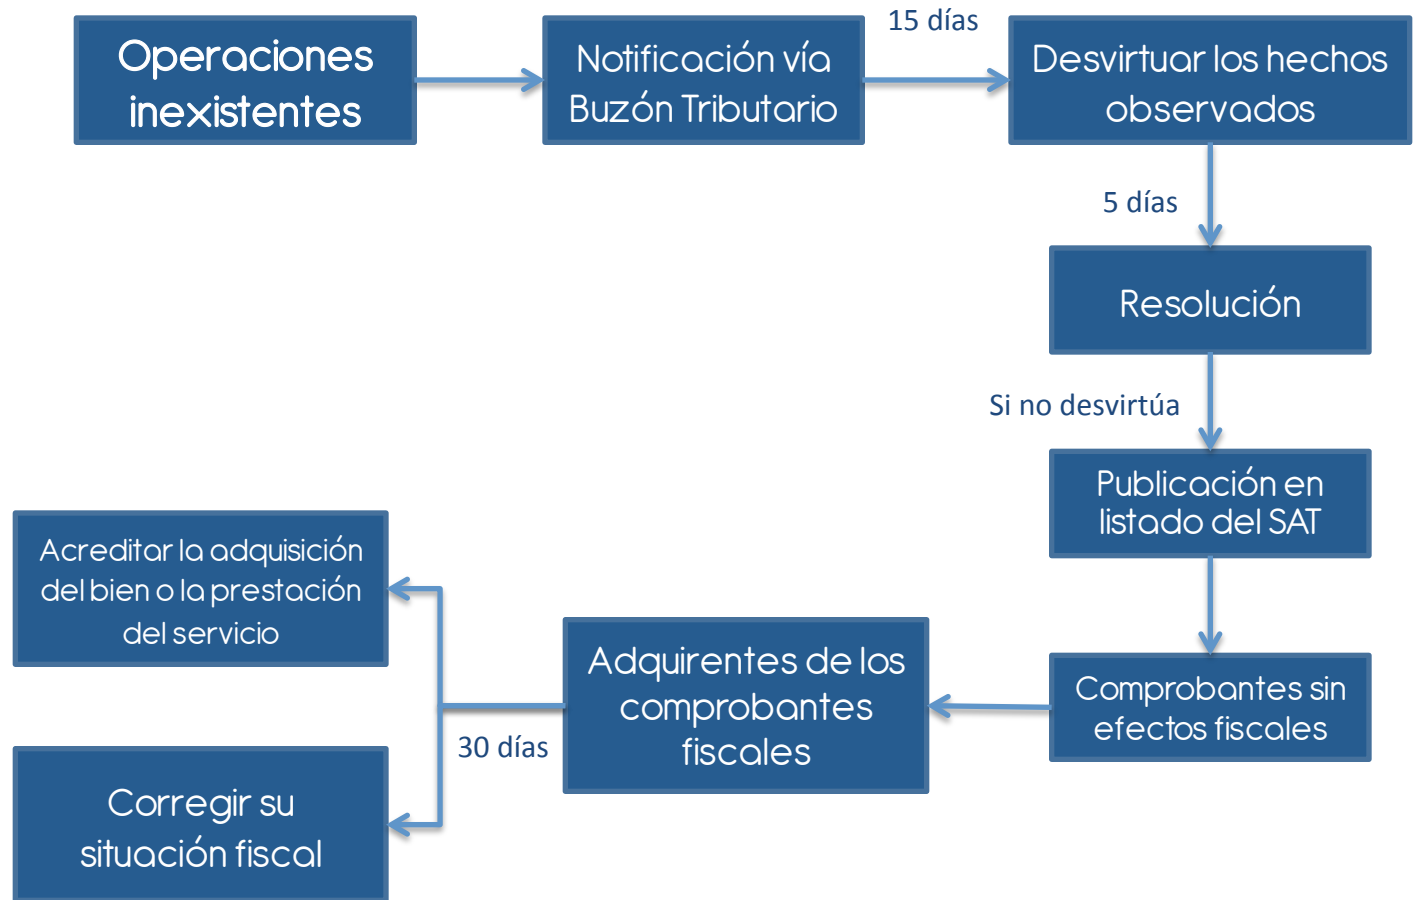 Operaciones
inexistentes
Notificación vía
Buzón Tributario
15 días
Desvirtuar los hechos
observados
5 días
Resolución
Si no desvirtúa
Publicación en
listado del SAT
Comprobantes sin
efectos fiscales
Adquirentes de los
comprobantes
fiscales
30 días
Acreditar la adquisición
del bien o la prestación
del servicio
Corregir su
situación fiscal